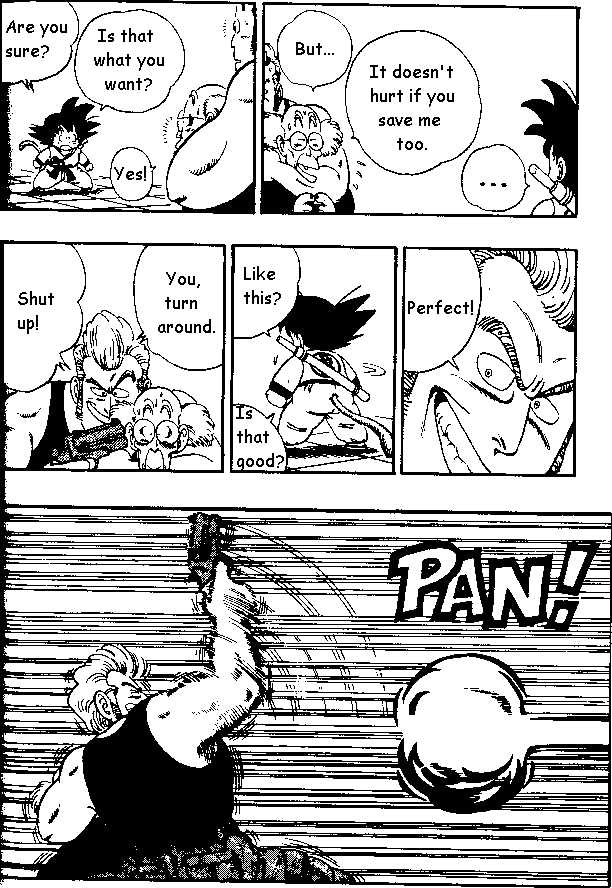 Are you
sure?
Is that
what you
want?
Yes!
But...
It doesn't
hurt if you
save me
too.
...
Shut
up!
You,
turn
around.
Like
this?
Is
that
good?
Perfect!
PAN!